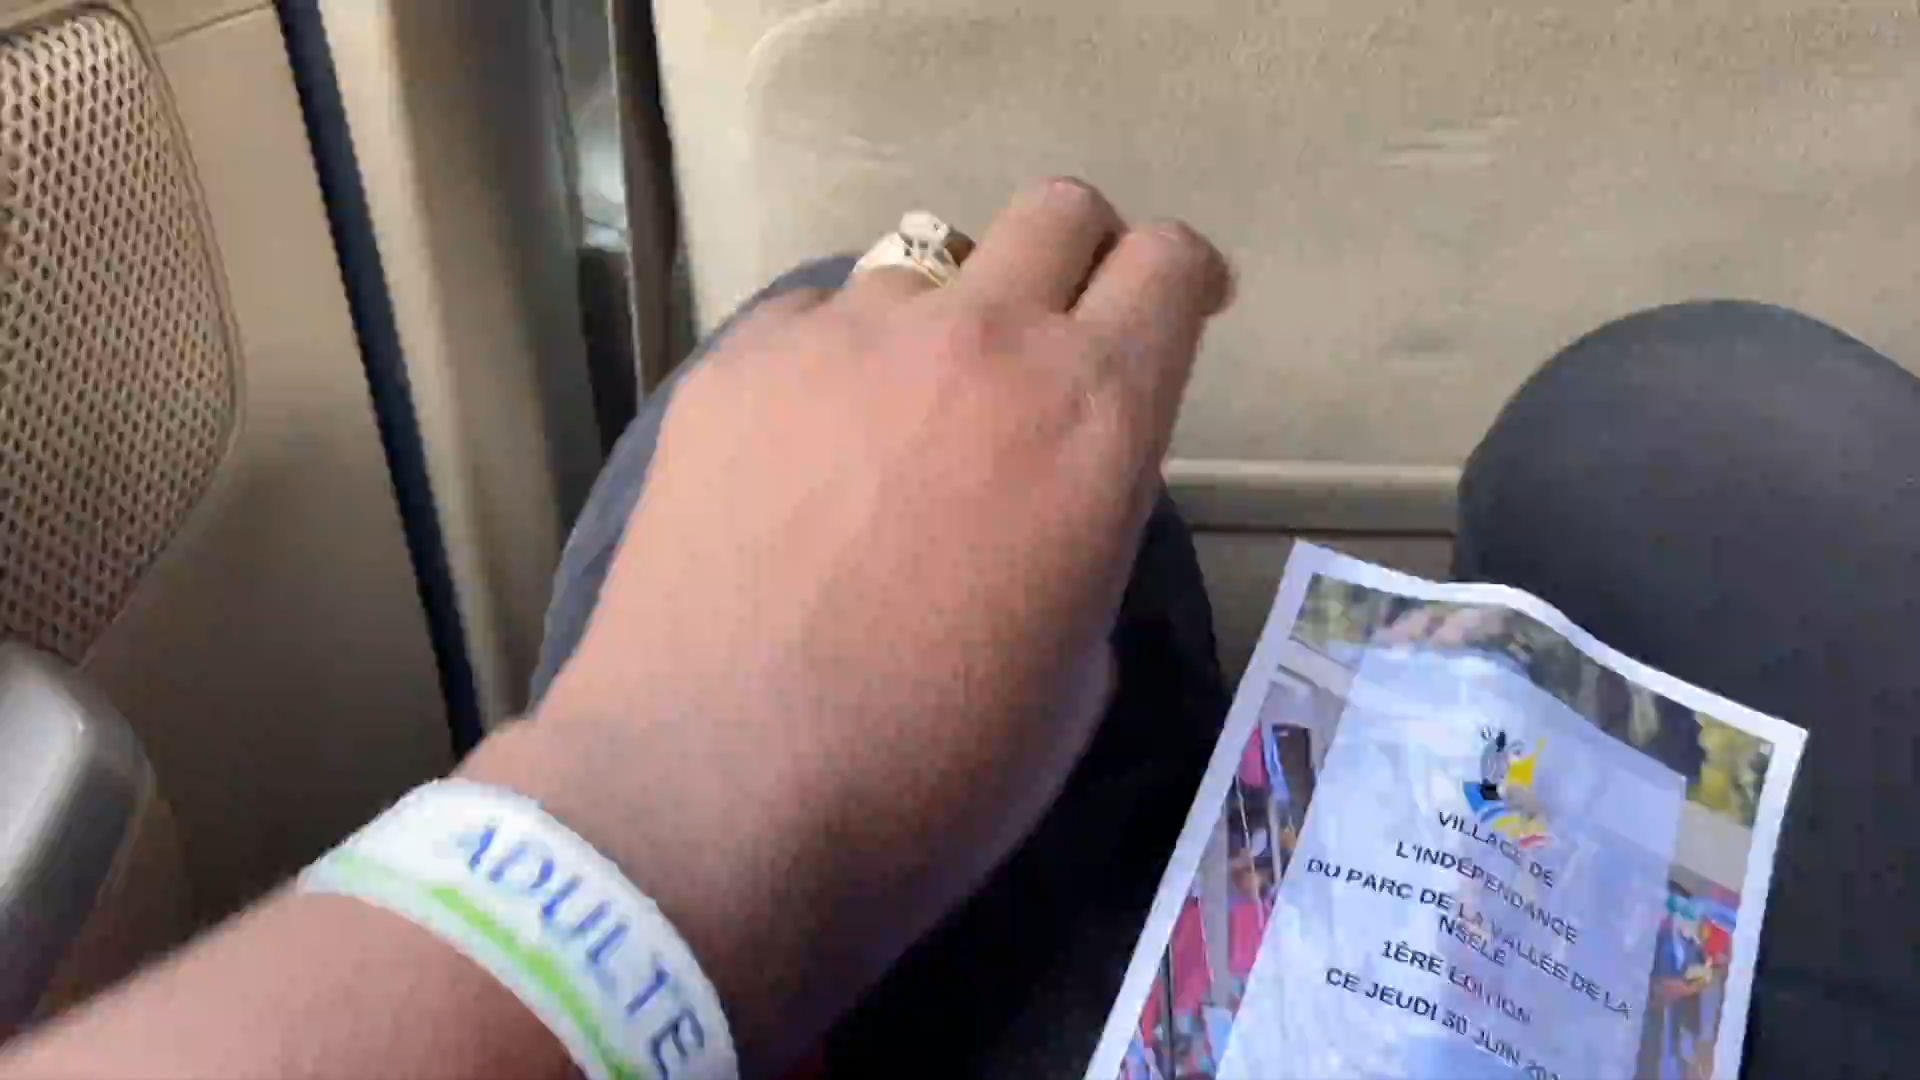 ADULTE
VILLAGE DE
L'INDÉPENDANCE
DU PARC DE LA VALLÉE DE LA
NSELE
1ÈRE EDITION
CE JEUDI 30 JUIN